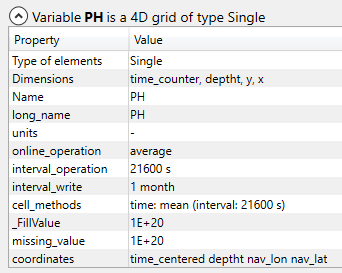 Variable PH is a 4D grid of type Single
Property Value
Type of elements Single
Dimensions time_counter, deptht, y, x
Name PH
long_name PH
units -
online_operation average
interval_operation 21600 s
interval_write 1 month
cell_methods time: mean (interval: 21600 s)
_FillValue 1E+20
missing_value 1E+20
coordinates time_centered deptht nav_lon nav_lat